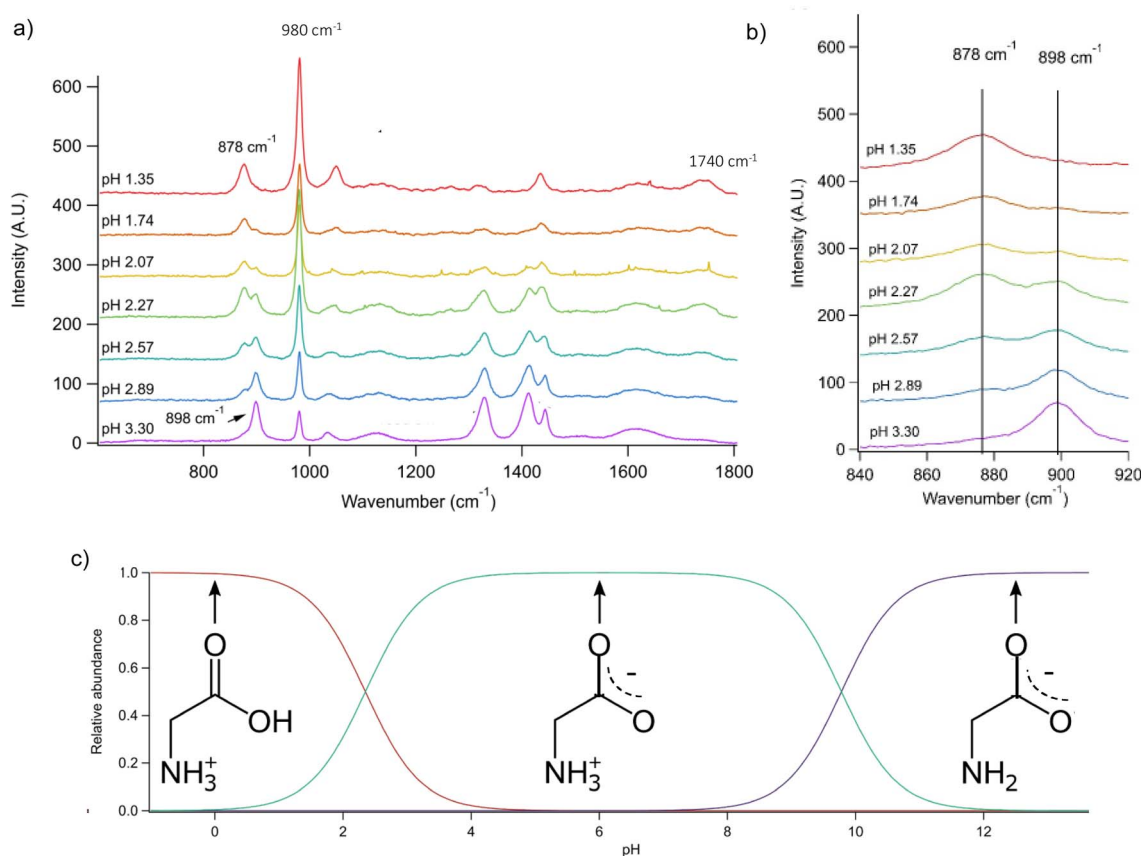 a)
980 cm⁻¹
b)
878 cm⁻¹
898 cm⁻¹
600
500
400
300
200
100
0
Intensity (A.U.)
878 cm⁻¹
1740 cm⁻¹
pH 1.35
pH 1.74
pH 2.07
pH 2.27
pH 2.57
pH 2.89
898 cm⁻¹
pH 3.30
800
1000
1200
1400
1600
1800
Wavenumber (cm⁻¹)
600
500
400
300
200
100
0
Intensity (A.U.)
pH 1.35
pH 1.74
pH 2.07
pH 2.27
pH 2.57
pH 2.89
pH 3.30
840
860
880
900
920
Wavenumber (cm⁻¹)
c)
1.0
0.8
0.6
0.4
0.2
0.0
Relative abundance
O
OH
NH₃⁺
O
-
O
NH₃⁺
O
-
O
NH₂
0
2
4
6
8
10
12
pH